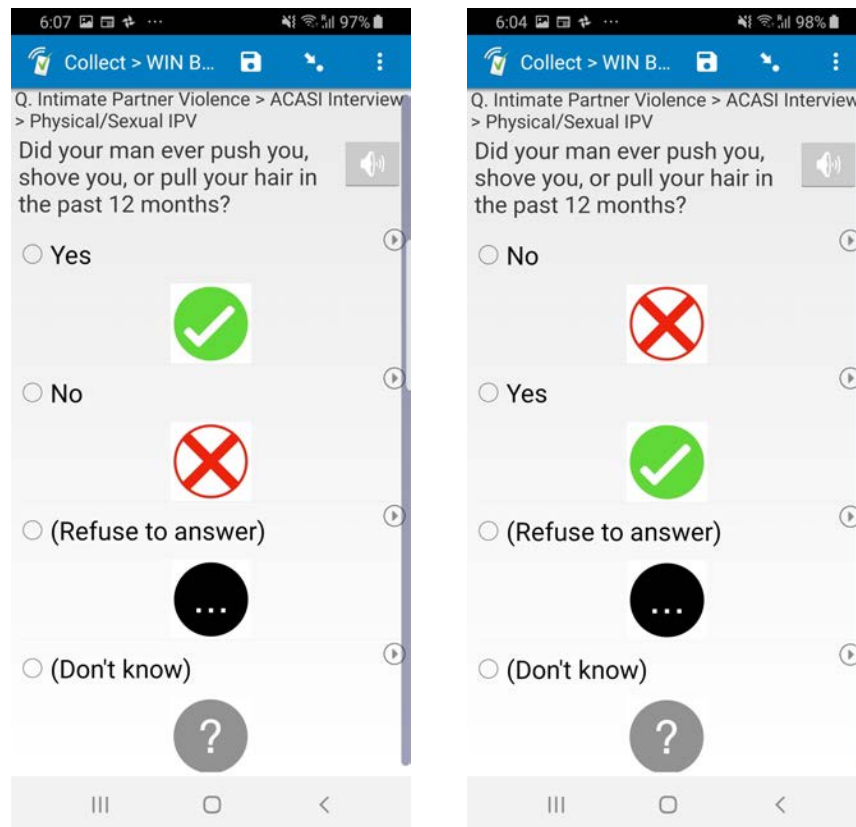 6:07 ... 97%
Collect > WIN B...
Q. Intimate Partner Violence > ACASI Interview
> Physical/Sexual IPV
Did your man ever push you,
shove you, or pull your hair in
the past 12 months?
Yes
No
(Refuse to answer)
...
(Don't know)
?
6:04 ... 98%
Collect > WIN B...
Q. Intimate Partner Violence > ACASI Interview
> Physical/Sexual IPV
Did your man ever push you,
shove you, or pull your hair in
the past 12 months?
No
Yes
(Refuse to answer)
...
(Don't know)
?